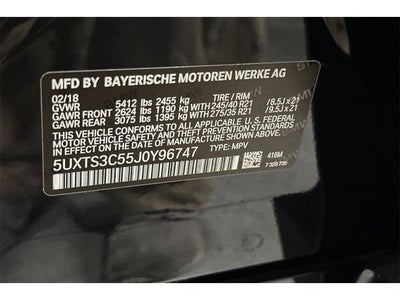 MFD BY BAYERISCHE MOTOREN WERKE AG
02/18 TIRE / RIM
GVWR 5412 lbs 2455 kg
GAWR FRONT 2624 lbs 1190 kg WITH 245/40 R21 /8.5J x 21
GAWR REAR 3075 lbs 1395 kg WITH 275/35 R21 /9.5J x 21
THIS VEHICLE CONFORMS TO ALL APPLICABLE U.S. FEDERAL
MOTOR VEHICLE SAFETY AND THEFT PREVENTION STANDARDS
IN EFFECT ON THE DATE OF MANUFACTURE SHOWN ABOVE.
5UXTS3C55J0Y96747 TYPE: MPV 416M